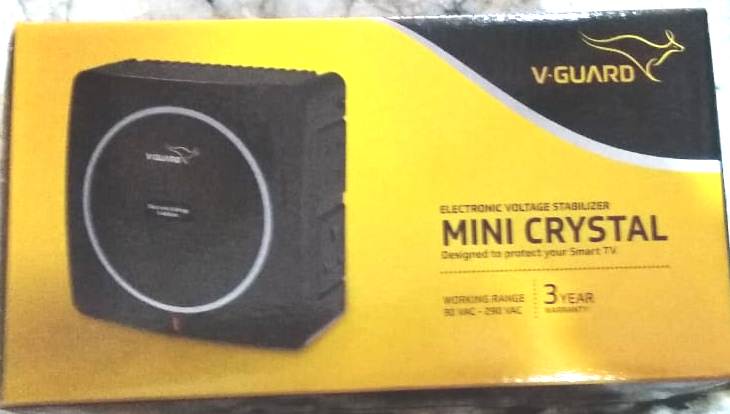 V-GUARD
V-GUARD
ELECTRONIC VOLTAGE STABILIZER
MINI CRYSTAL
Designed to protect your Smart TV
WORKING RANGE
90 VAC - 290 VAC
3 YEAR
WARRANTY